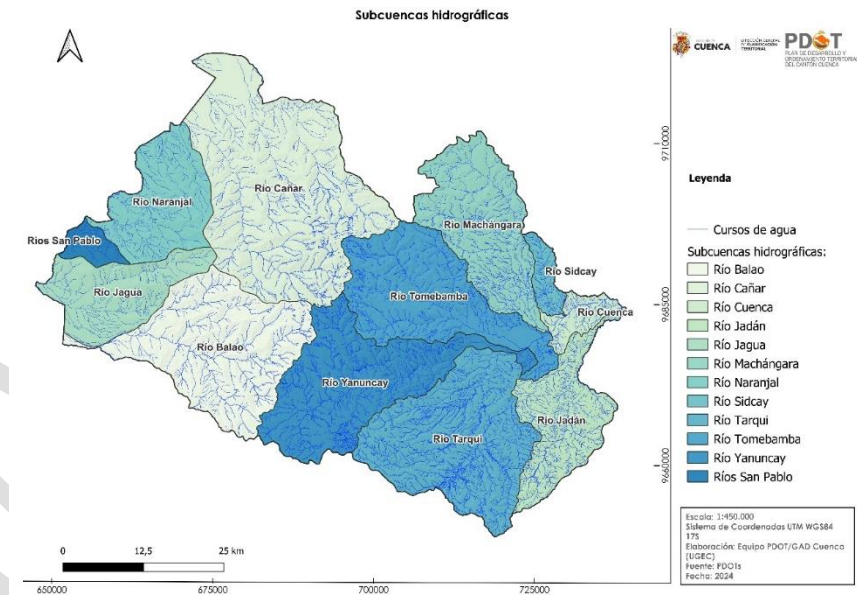 Subcuencas hidrográficas
CUENCA
PDOT
PLAN DE DESARROLLO Y
ORDENAMIENTO TERRITORIAL
DEL CANTÓN CUENCA
Río Cañar
Río Naranjal
Ríos San Pablo
Río Jagua
Río Balao
Río Machángara
Río Sidcay
Río Tomebamba
Río Cuenca
Río Yanuncay
Río Tarqui
Río Jadán
9710000
9685000
9660000
Leyenda
Cursos de agua
Subcuencas hidrográficas:
Río Balao
Río Cañar
Río Cuenca
Río Jadán
Río Jagua
Río Machángara
Río Naranjal
Río Sidcay
Río Tarqui
Río Tomebamba
Río Yanuncay
Ríos San Pablo
Escala: 1:450.000
Sistema de Coordenadas UTM WGS84
17S
Elaboración: Equipo PDOT/GAD Cuenca
(UGEC)
Fuente: PDOTs
Fecha: 2024
0 12,5 25 km
650000 675000 700000 725000